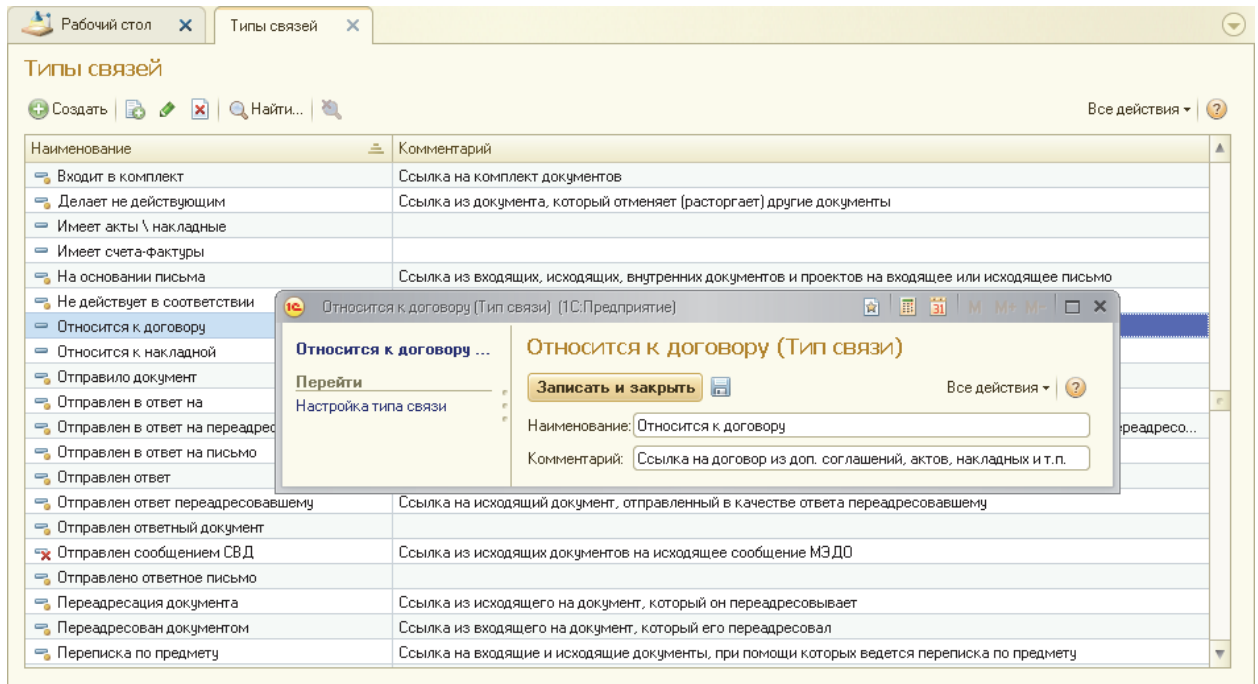 Рабочий стол
Типы связей
Типы связей
Создать Найти... Все действия ?
Наименование Комментарий
Входит в комплект Ссылка на комплект документов
Делает не действующим Ссылка из документа, который отменяет (расторгает) другие документы
Имеет акты \ накладные
Имеет счета-фактуры
На основании письма Ссылка из входящих, исходящих, внутренних документов и проектов на входящее или исходящее письмо
Не действует в соответствии
Относится к договору
Относится к накладной
Отправило документ
Отправлен в ответ на
Отправлен в ответ на переадрес
ереадресо...
Отправлен в ответ на письмо
Отправлен ответ
Отправлен ответ переадресовавшему Ссылка на исходящий документ, отправленный в качестве ответа переадресовавшему
Отправлен ответный документ
Отправлен сообщением СВД Ссылка из исходящих документов на исходящее сообщение МЭДО
Отправлено ответное письмо
Переадресация документа Ссылка из исходящего на документ, который он переадресовывает
Переадресован документом Ссылка из входящего на документ, который его переадресовал
Переписка по предмету Ссылка на входящие и исходящие документы, при помощи которых ведется переписка по предмету
1С Относится к договору (Тип связи) (1С:Предприятие) 31 M M+ M-
Относится к договору ...
Перейти
Настройка типа связи
Относится к договору (Тип связи)
Записать и закрыть Все действия ?
Наименование: Относится к договору
Комментарий: Ссылка на договор из доп. соглашений, актов, накладных и т.п.